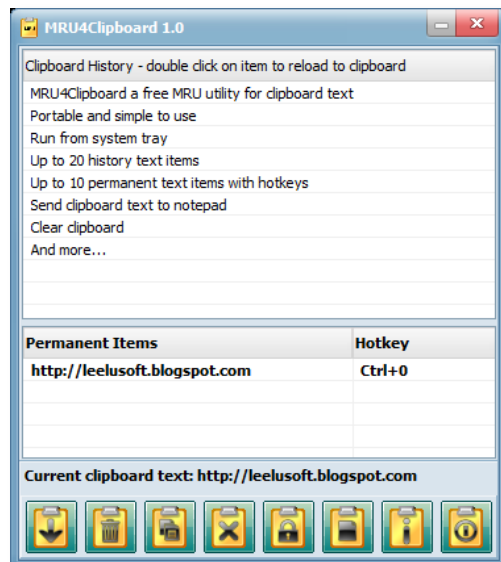 MRU4Clipboard 1.0
Clipboard History - double click on item to reload to clipboard
MRU4Clipboard a free MRU utility for clipboard text
Portable and simple to use
Run from system tray
Up to 20 history text items
Up to 10 permanent text items with hotkeys
Send clipboard text to notepad
Clear clipboard
And more...
Permanent Items Hotkey
http://leelusoft.blogspot.com Ctrl+0
Current clipboard text: http://leelusoft.blogspot.com